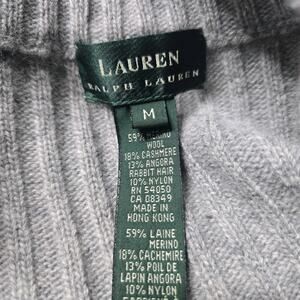 LAUREN
RALPH LAUREN
M
59% MERINO
WOOL
18% CASHMERE
13% ANGORA
RABBIT HAIR
10% NYLON
RN 54050
CA 08349
MADE IN
HONG KONG
59% LAINE
MERINO
18% CACHEMIRE
13% POIL DE
LAPIN ANGORA
10% NYLON